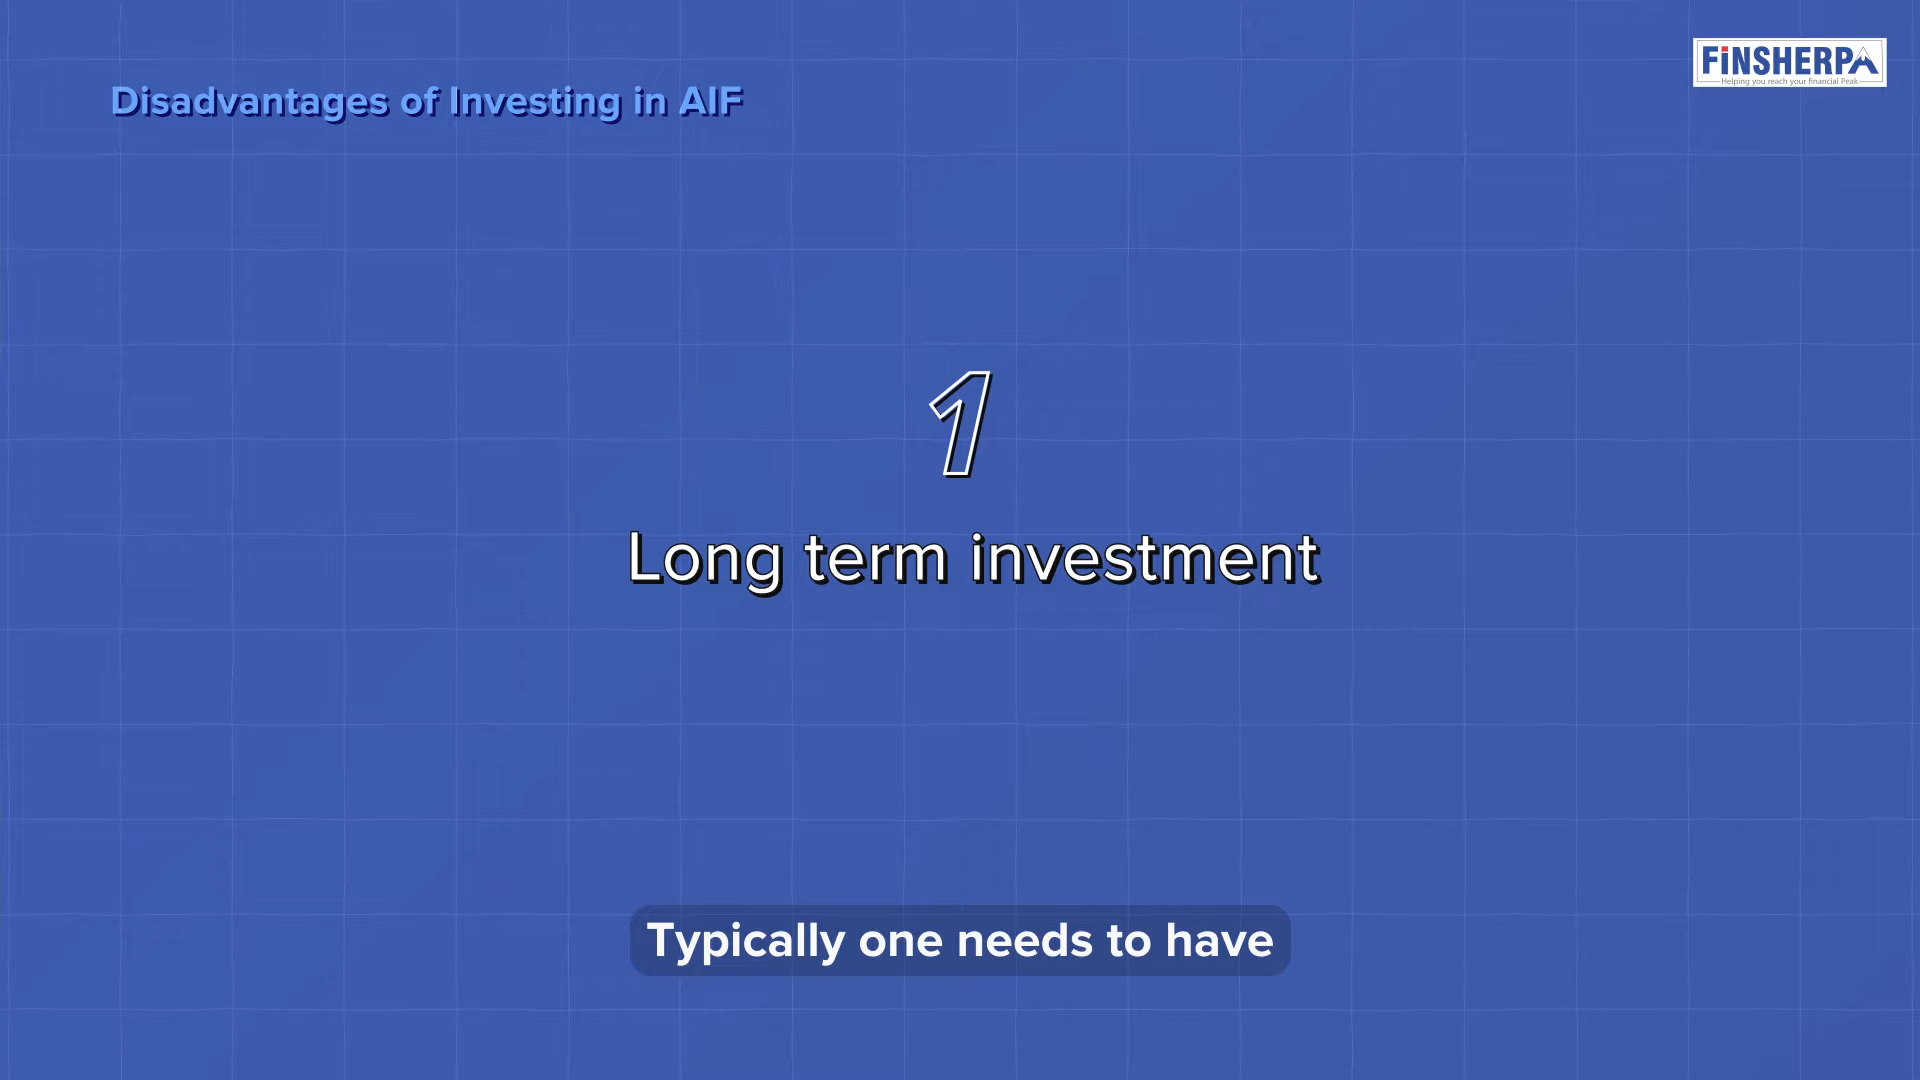 FiNSHERPA
Helping you reach your financial Peak
Disadvantages of Investing in AIF
1
Long term investment
Typically one needs to have